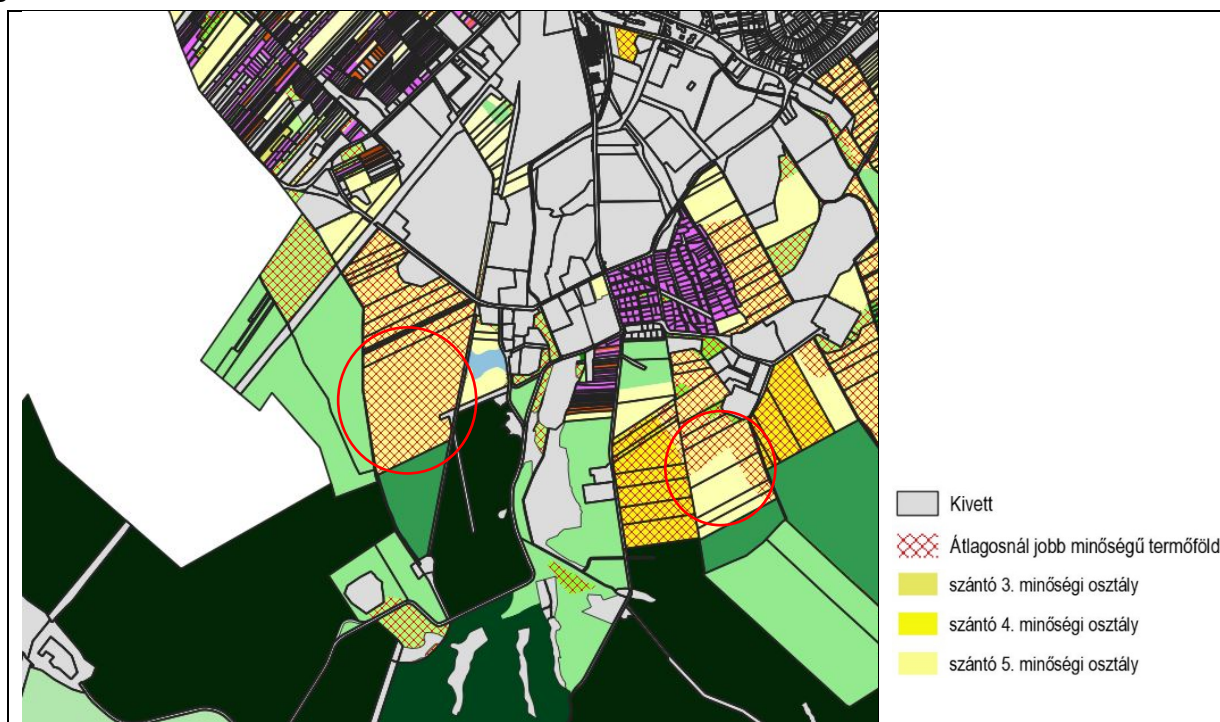 Kivett
Átlagosnál jobb minőségű termőföld
szántó 3. minőségi osztály
szántó 4. minőségi osztály
szántó 5. minőségi osztály